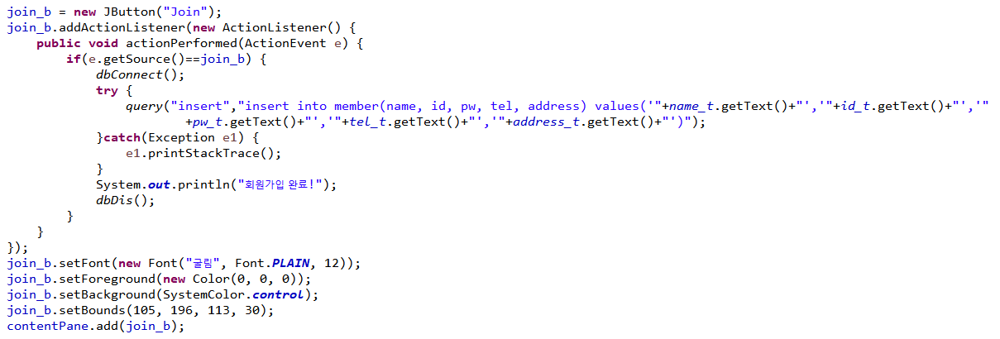 join_b = new JButton("Join");
join_b.addActionListener(new ActionListener() {
    public void actionPerformed(ActionEvent e) {
        if(e.getSource()==join_b) {
            dbConnect();
            try {
                query("insert","insert into member(name, id, pw, tel, address) values('"+name_t.getText()+"','"+id_t.getText()+"','"
                        +pw_t.getText()+"','"+tel_t.getText()+"','"+address_t.getText()+"')");
            }catch(Exception e1) {
                e1.printStackTrace();
            }
            System.out.println("회원가입 완료!");
            dbDis();
        }
    }
});
join_b.setFont(new Font("굴림", Font.PLAIN, 12));
join_b.setForeground(new Color(0, 0, 0));
join_b.setBackground(SystemColor.control);
join_b.setBounds(105, 196, 113, 30);
contentPane.add(join_b);